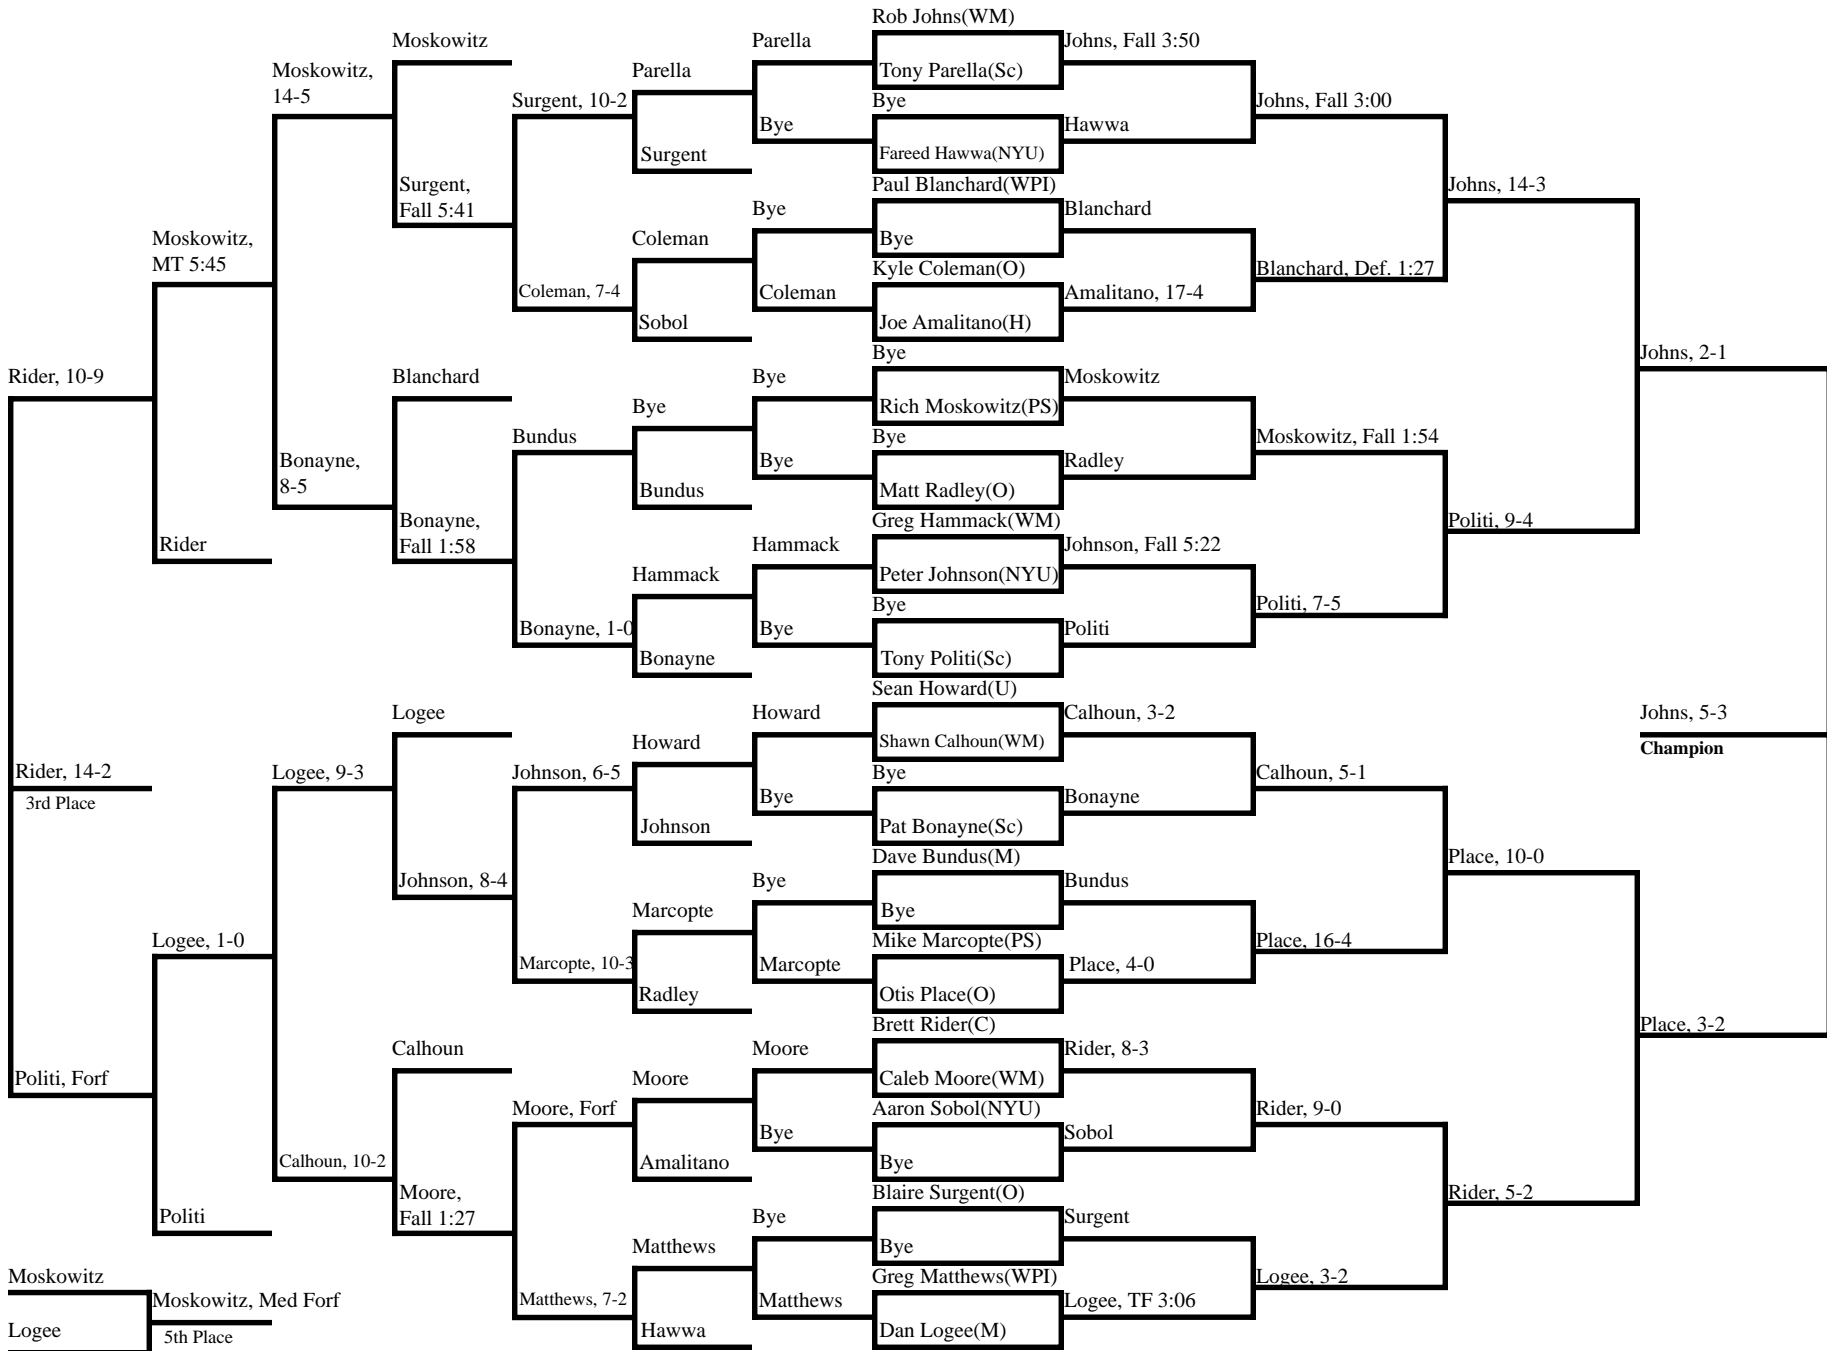 Rob Johns(WM)
Moskowitz
Parella
Johns, Fall 3:50
Moskowitz,
14-5
Parella
Tony Parella(Sc)
Surgent, 10-2
Bye
Johns, Fall 3:00
Bye
Hawwa
Surgent
Fareed Hawwa(NYU)
Surgent,
Fall 5:41
Paul Blanchard(WPI)
Johns, 14-3
Bye
Blanchard
Moskowitz,
MT 5:45
Coleman
Bye
Kyle Coleman(O)
Blanchard, Def. 1:27
Coleman, 7-4
Coleman
Amalitano, 17-4
Sobol
Joe Amalitano(H)
Bye
Johns, 2-1
Rider, 10-9
Blanchard
Bye
Moskowitz
Bye
Rich Moskowitz(PS)
Bundus
Bye
Moskowitz, Fall 1:54
Bonayne,
8-5
Bye
Radley
Bundus
Matt Radley(O)
Bonayne,
Fall 1:58
Greg Hammack(WM)
Politi, 9-4
Rider
Hammack
Johnson, Fall 5:22
Hammack
Peter Johnson(NYU)
Bye
Politi, 7-5
Bonayne, 1-0
Bye
Politi
Bonayne
Tony Politi(Sc)
Sean Howard(U)
Logee
Howard
Calhoun, 3-2
Johns, 5-3
Howard
Shawn Calhoun(WM)
Champion
Rider, 14-2
3rd Place
Logee, 9-3
Johnson, 6-5
Bye
Calhoun, 5-1
Bye
Bonayne
Johnson
Pat Bonayne(Sc)
Dave Bundus(M)
Place, 10-0
Johnson, 8-4
Bye
Bundus
Marcopte
Bye
Logee, 1-0
Mike Marcopte(PS)
Place, 16-4
Marcopte, 10-3
Marcopte
Place, 4-0
Radley
Otis Place(O)
Brett Rider(C)
Place, 3-2
Calhoun
Moore
Rider, 8-3
Politi, Forf
Moore
Caleb Moore(WM)
Moore, Forf
Aaron Sobol(NYU)
Rider, 9-0
Bye
Sobol
Calhoun, 10-2
Amalitano
Bye
Moore,
Fall 1:27
Blaire Surgent(O)
Rider, 5-2
Politi
Bye
Surgent
Matthews
Bye
Moskowitz
Greg Matthews(WPI)
Logee, 3-2
Moskowitz, Med Forf
Matthews, 7-2
Matthews
Logee, TF 3:06
Logee
5th Place
Hawwa
Dan Logee(M)